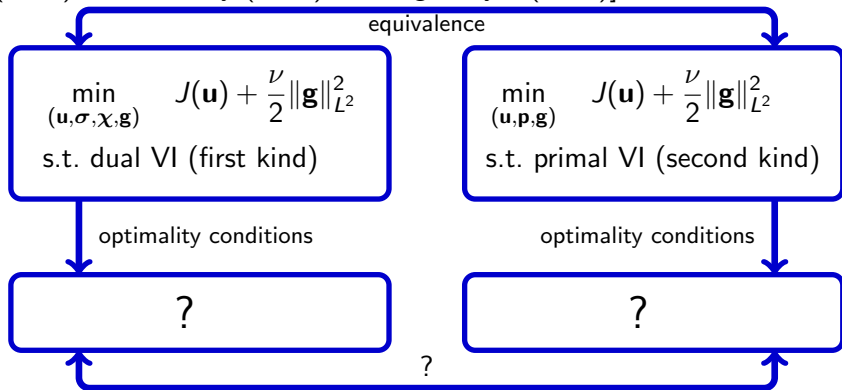 equivalence
min J(𝐮) + ν/2 ‖𝐠‖²_{L²}
(𝐮,𝝈,𝝌,𝐠)
s.t. dual VI (first kind)
min J(𝐮) + ν/2 ‖𝐠‖²_{L²}
(𝐮,𝐩,𝐠)
s.t. primal VI (second kind)
optimality conditions
optimality conditions
?
?
?